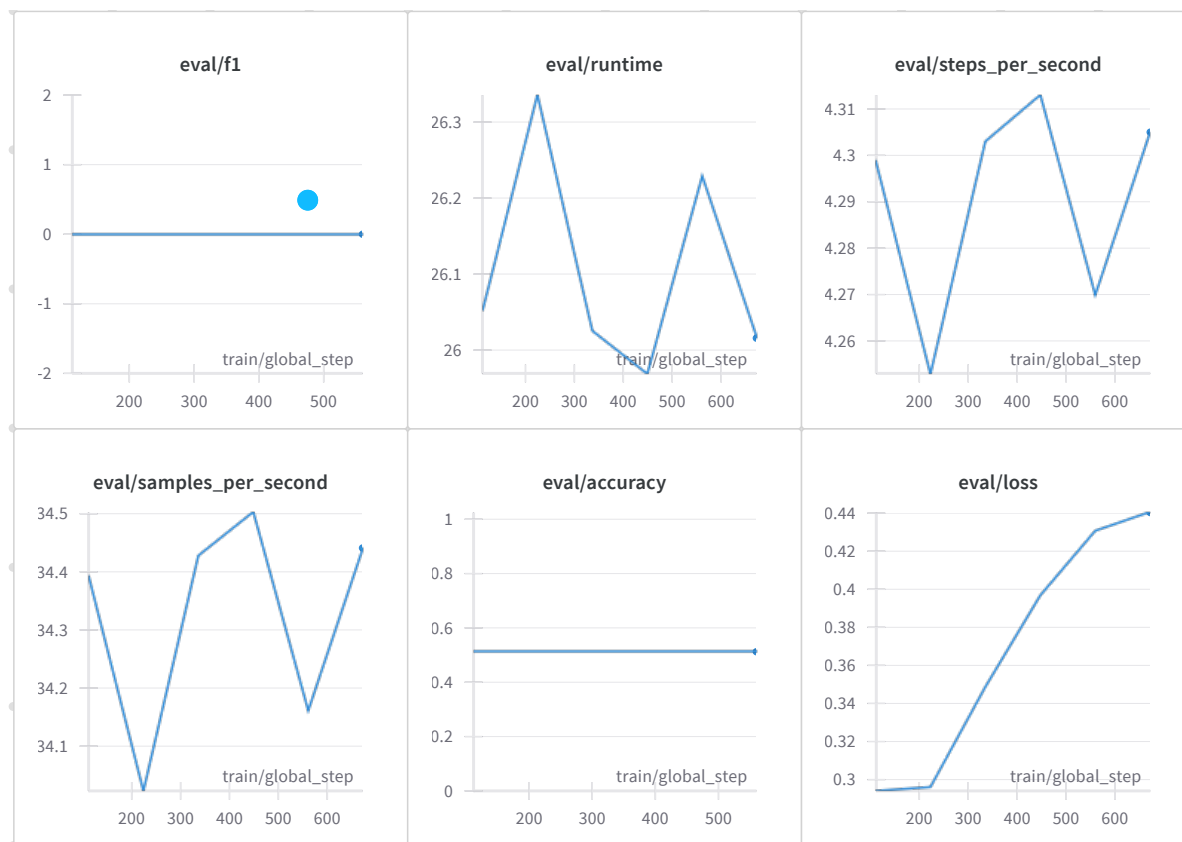 eval/f1
2
1
0
-1
-2
train/global_step
200 300 400 500
eval/runtime
26.3
26.2
26.1
26
train/global_step
200 300 400 500 600
eval/steps_per_second
4.31
4.3
4.29
4.28
4.27
4.26
train/global_step
200 300 400 500 600
eval/samples_per_second
34.5
34.4
34.3
34.2
34.1
train/global_step
200 300 400 500 600
eval/accuracy
1
0.8
0.6
0.4
0.2
0
train/global_step
200 300 400 500
eval/loss
0.44
0.42
0.4
0.38
0.36
0.34
0.32
0.3
train/global_step
200 300 400 500 600